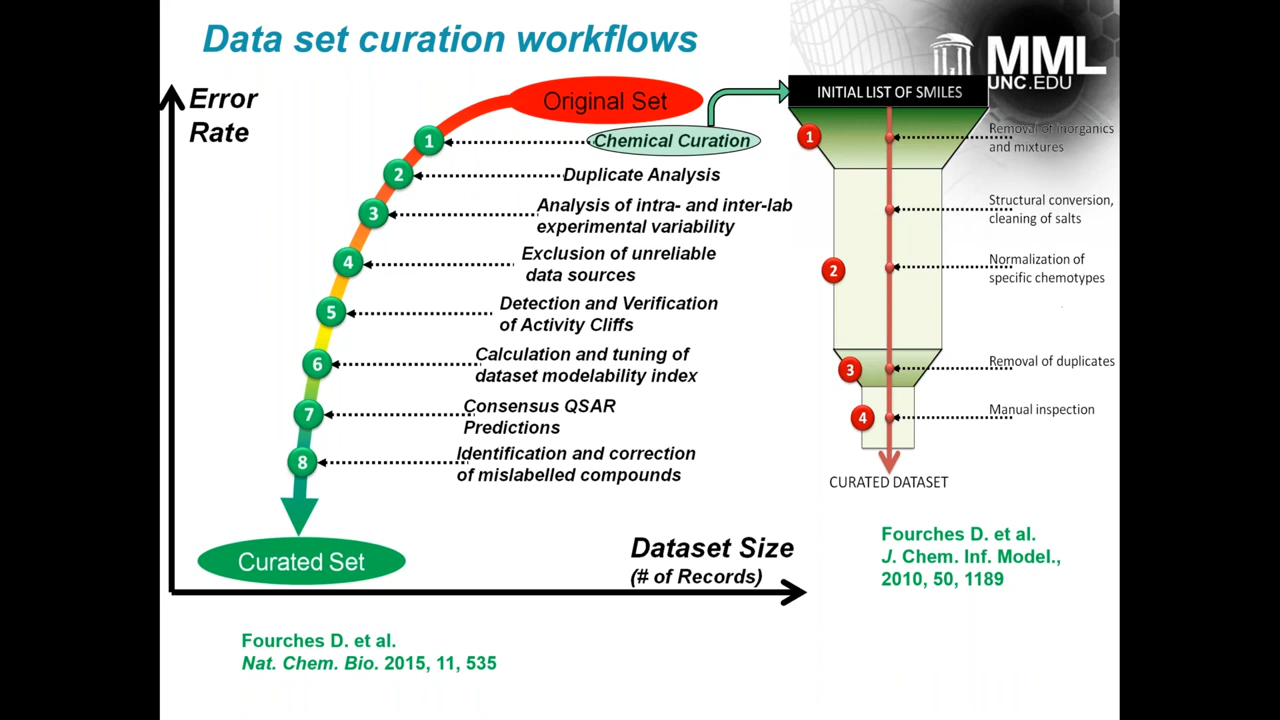 Data set curation workflows
MML
UNC.EDU
Error
Rate
Original Set
1
Chemical Curation
2
Duplicate Analysis
3
Analysis of intra- and inter-lab
experimental variability
4
Exclusion of unreliable
data sources
5
Detection and Verification
of Activity Cliffs
6
Calculation and tuning of
dataset modelability index
7
Consensus QSAR
Predictions
8
Identification and correction
of mislabelled compounds
Curated Set
Dataset Size
(# of Records)
Fourches D. et al.
Nat. Chem. Bio. 2015, 11, 535
INITIAL LIST OF SMILES
1
Removal of inorganics
and mixtures
Structural conversion,
cleaning of salts
2
Normalization of
specific chemotypes
3
Removal of duplicates
4
Manual inspection
CURATED DATASET
Fourches D. et al.
J. Chem. Inf. Model.,
2010, 50, 1189